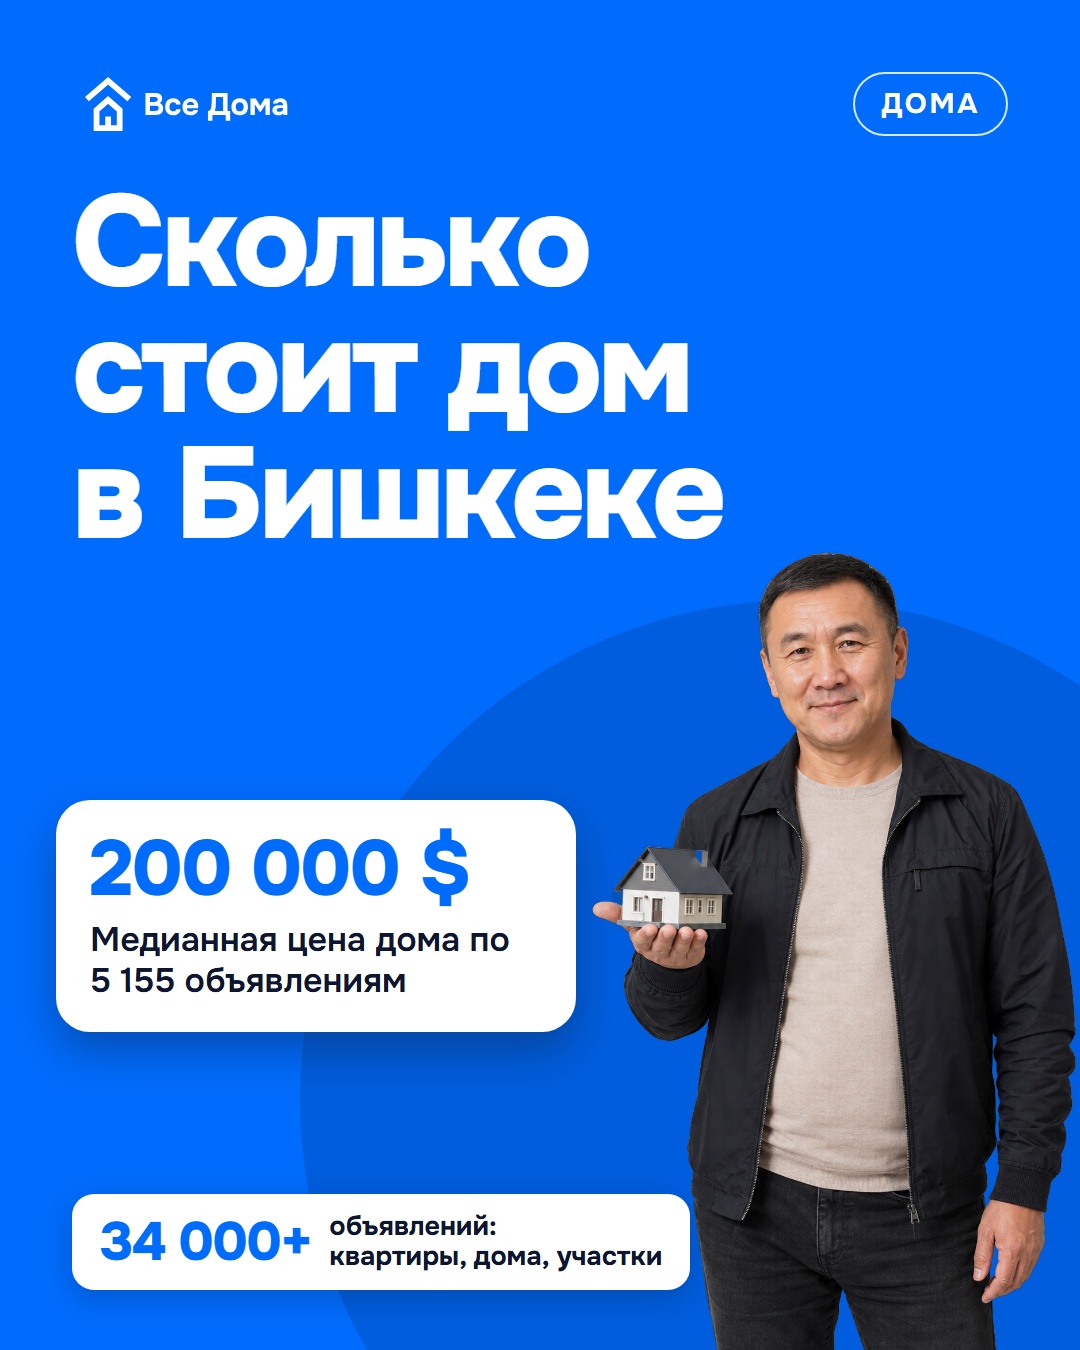 Все Дома
ДОМА
Сколько
стоит дом
в Бишкеке
200 000 $
Медианная цена дома по
5 155 объявлениям
34 000+
объявлений:
квартиры, дома, участки